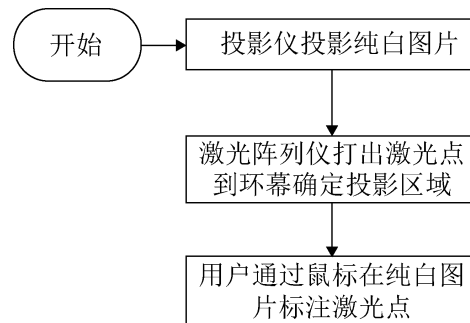 开始
投影仪投影纯白图片
激光阵列仪打出激光点
到环幕确定投影区域
用户通过鼠标在纯白图
片标注激光点